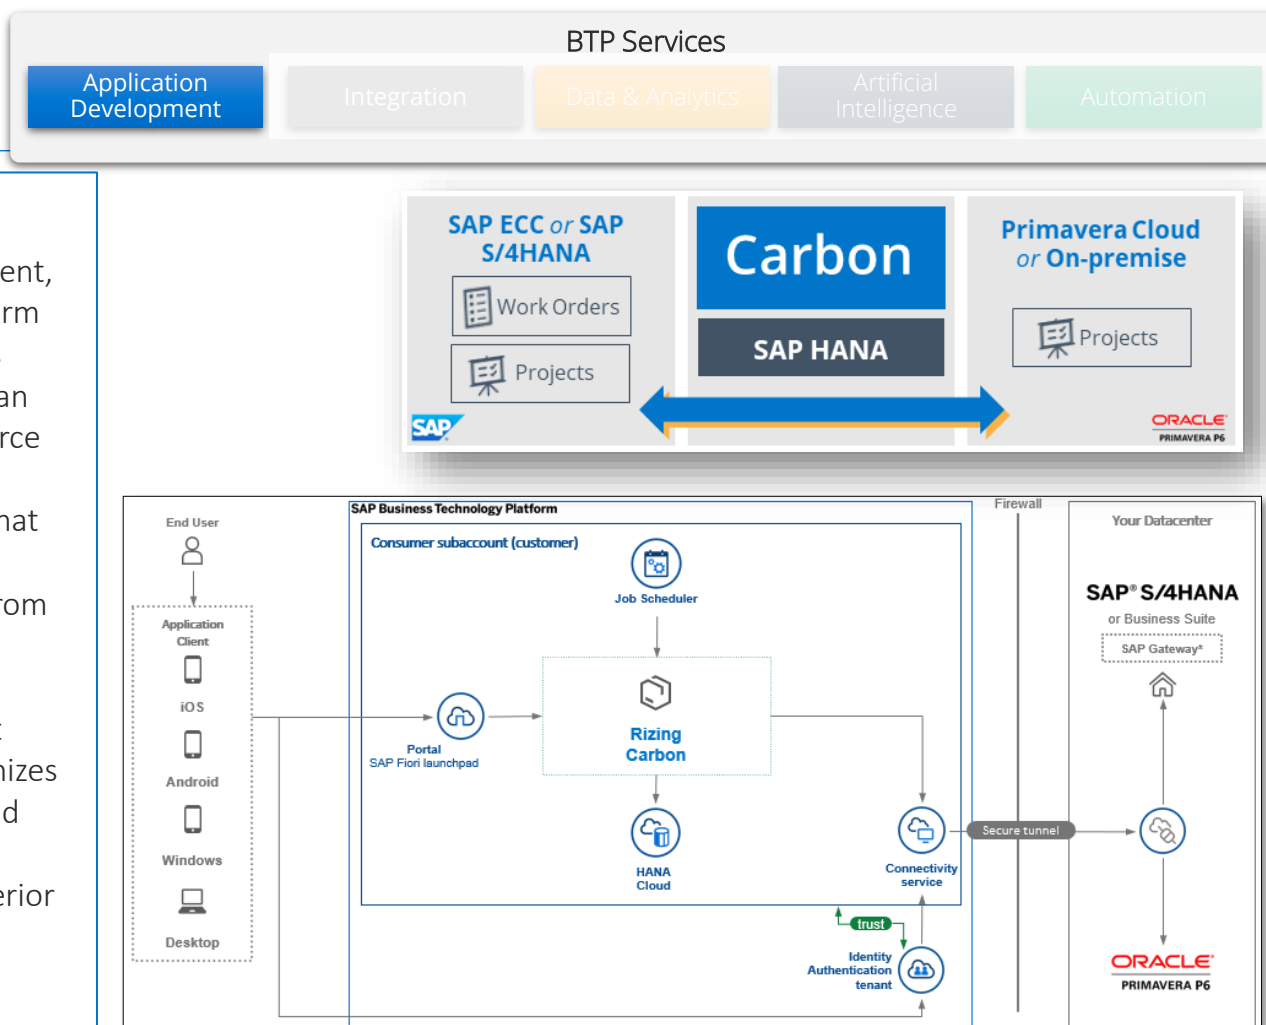 BTP Services
Application
Development
Integration
Data & Analytics
Artificial
Intelligence
Automation
ent,
rm
an
rce
hat
rom
nizes
d
erior
SAP ECC or SAP
S/4HANA
Work Orders
Projects
SAP
Carbon
SAP HANA
Primavera Cloud
or On-premise
Projects
ORACLE
PRIMAVERA P6
End User
Application
Client
iOS
Android
Windows
Desktop
SAP Business Technology Platform
Consumer subaccount (customer)
Job Scheduler
Portal
SAP Fiori launchpad
Rizing
Carbon
HANA
Cloud
Connectivity
service
trust
Identity
Authentication
tenant
Firewall
Secure tunnel
Your Datacenter
SAP® S/4HANA
or Business Suite
SAP Gateway*
ORACLE
PRIMAVERA P6